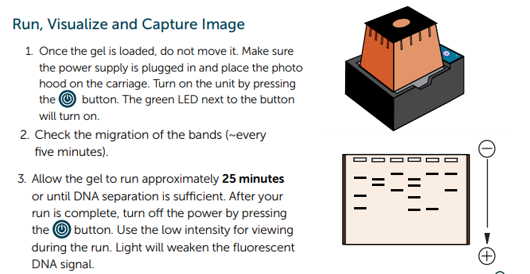 Run, Visualize and Capture Image
1. Once the gel is loaded, do not move it. Make sure
the power supply is plugged in and place the photo
hood on the carriage. Turn on the unit by pressing
the button. The green LED next to the button
will turn on.
2. Check the migration of the bands (~every
five minutes).
3. Allow the gel to run approximately 25 minutes
or until DNA separation is sufficient. After your
run is complete, turn off the power by pressing
the button. Use the low intensity for viewing
during the run. Light will weaken the fluorescent
DNA signal.
−
+